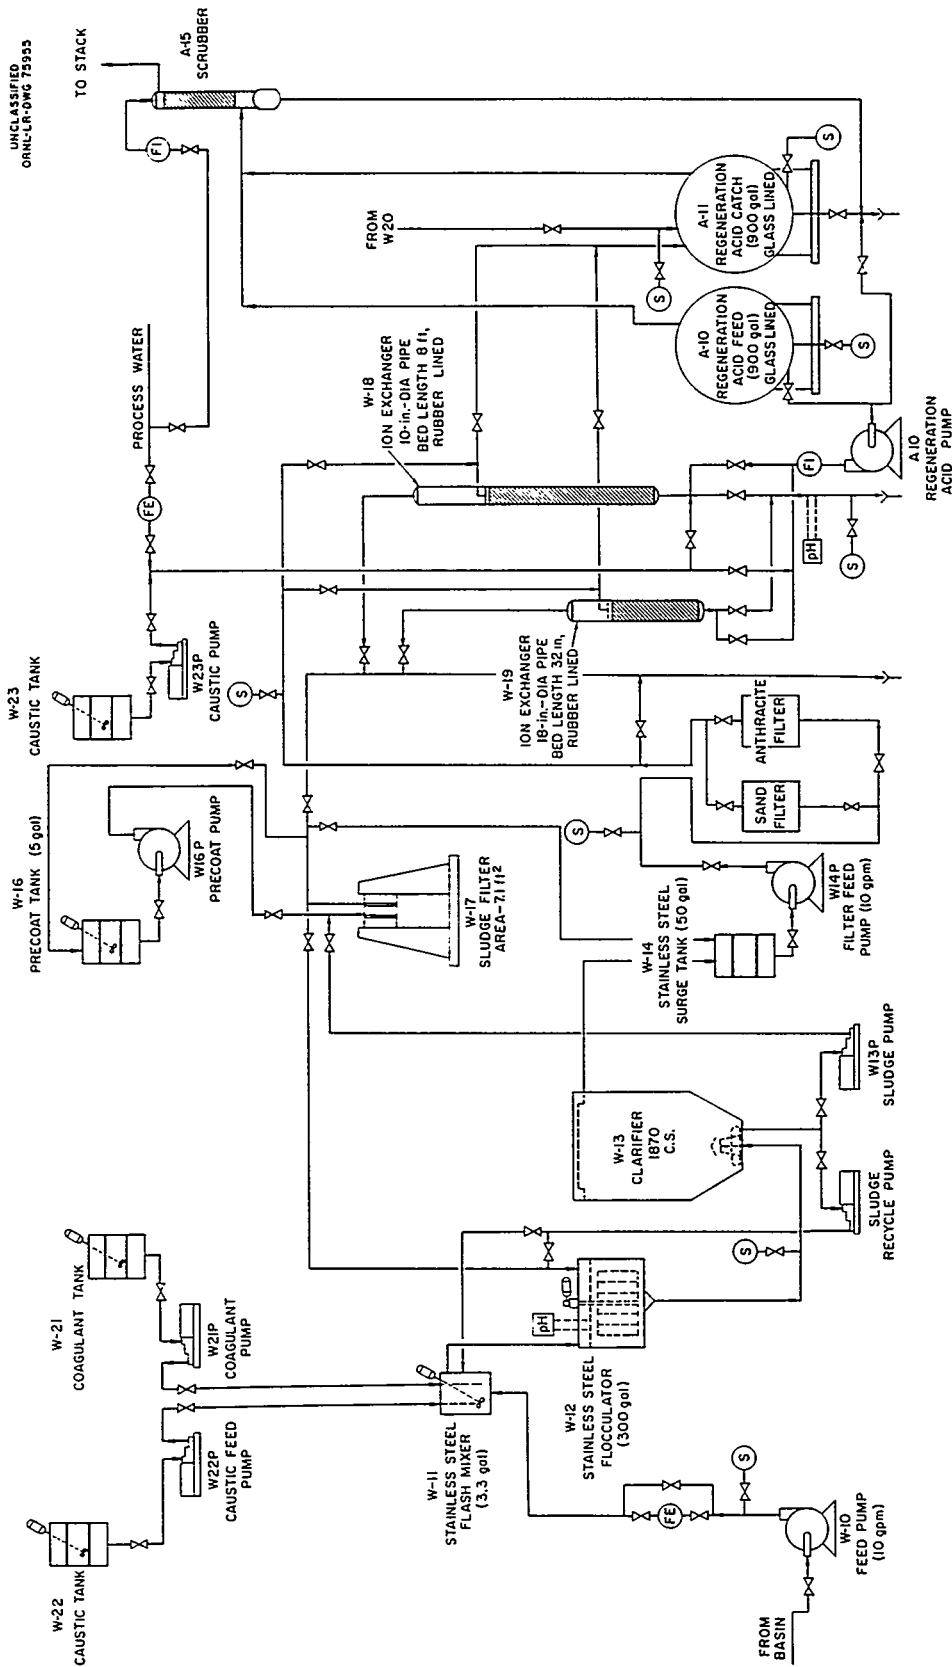 UNCLASSIFIED
ORNL-LR-DWG 75955
W-22
CAUSTIC TANK
W22P
CAUSTIC FEED
PUMP
W-21
COAGULANT TANK
W21P
COAGULANT
PUMP
W-16
PRECOAT TANK (5 gal)
W16P
PRECOAT PUMP
W-23
CAUSTIC TANK
W23P
CAUSTIC PUMP
PROCESS WATER
FE
FI
TO STACK
A-15
SCRUBBER
S
W-17
SLUDGE FILTER
AREA-7.1 ft²
W-18
ION EXCHANGER
10-in.-DIA PIPE
BED LENGTH 8 ft,
RUBBER LINED
FROM
W20
W-11
STAINLESS STEEL
FLASH MIXER
(3.3 gal)
W-19
ION EXCHANGER
18-in.-DIA PIPE
BED LENGTH 32 in,
RUBBER LINED
S
A-10
REGENERATION
ACID FEED
(900 gal)
GLASS LINED
A-11
REGENERATION
ACID CATCH
(900 gal)
GLASS LINED
S
S
pH
W-12
STAINLESS STEEL
FLOCCULATOR
(300 gal)
W-13
CLARIFIER
1870
C.S.
W-14
STAINLESS STEEL
SURGE TANK (50 gal)
S
SAND
FILTER
ANTHRACITE
FILTER
pH
S
FI
A10
REGENERATION
ACID PUMP
FROM
BASIN
W-10
FEED PUMP
(10 gpm)
FE
S
S
SLUDGE
RECYCLE PUMP
W13P
SLUDGE PUMP
W14P
FILTER FEED
PUMP (10 gpm)